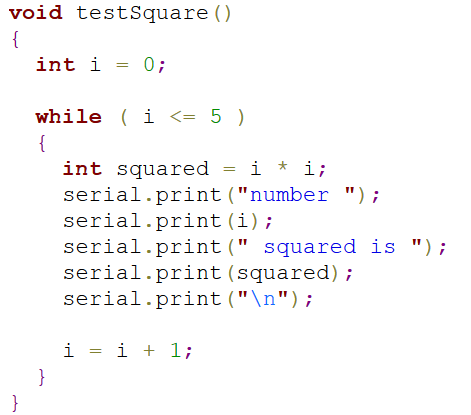 void testSquare()
{
  int i = 0;

  while ( i <= 5 )
  {
    int squared = i * i;
    serial.print("number ");
    serial.print(i);
    serial.print(" squared is ");
    serial.print(squared);
    serial.print("\n");

    i = i + 1;
  }
}